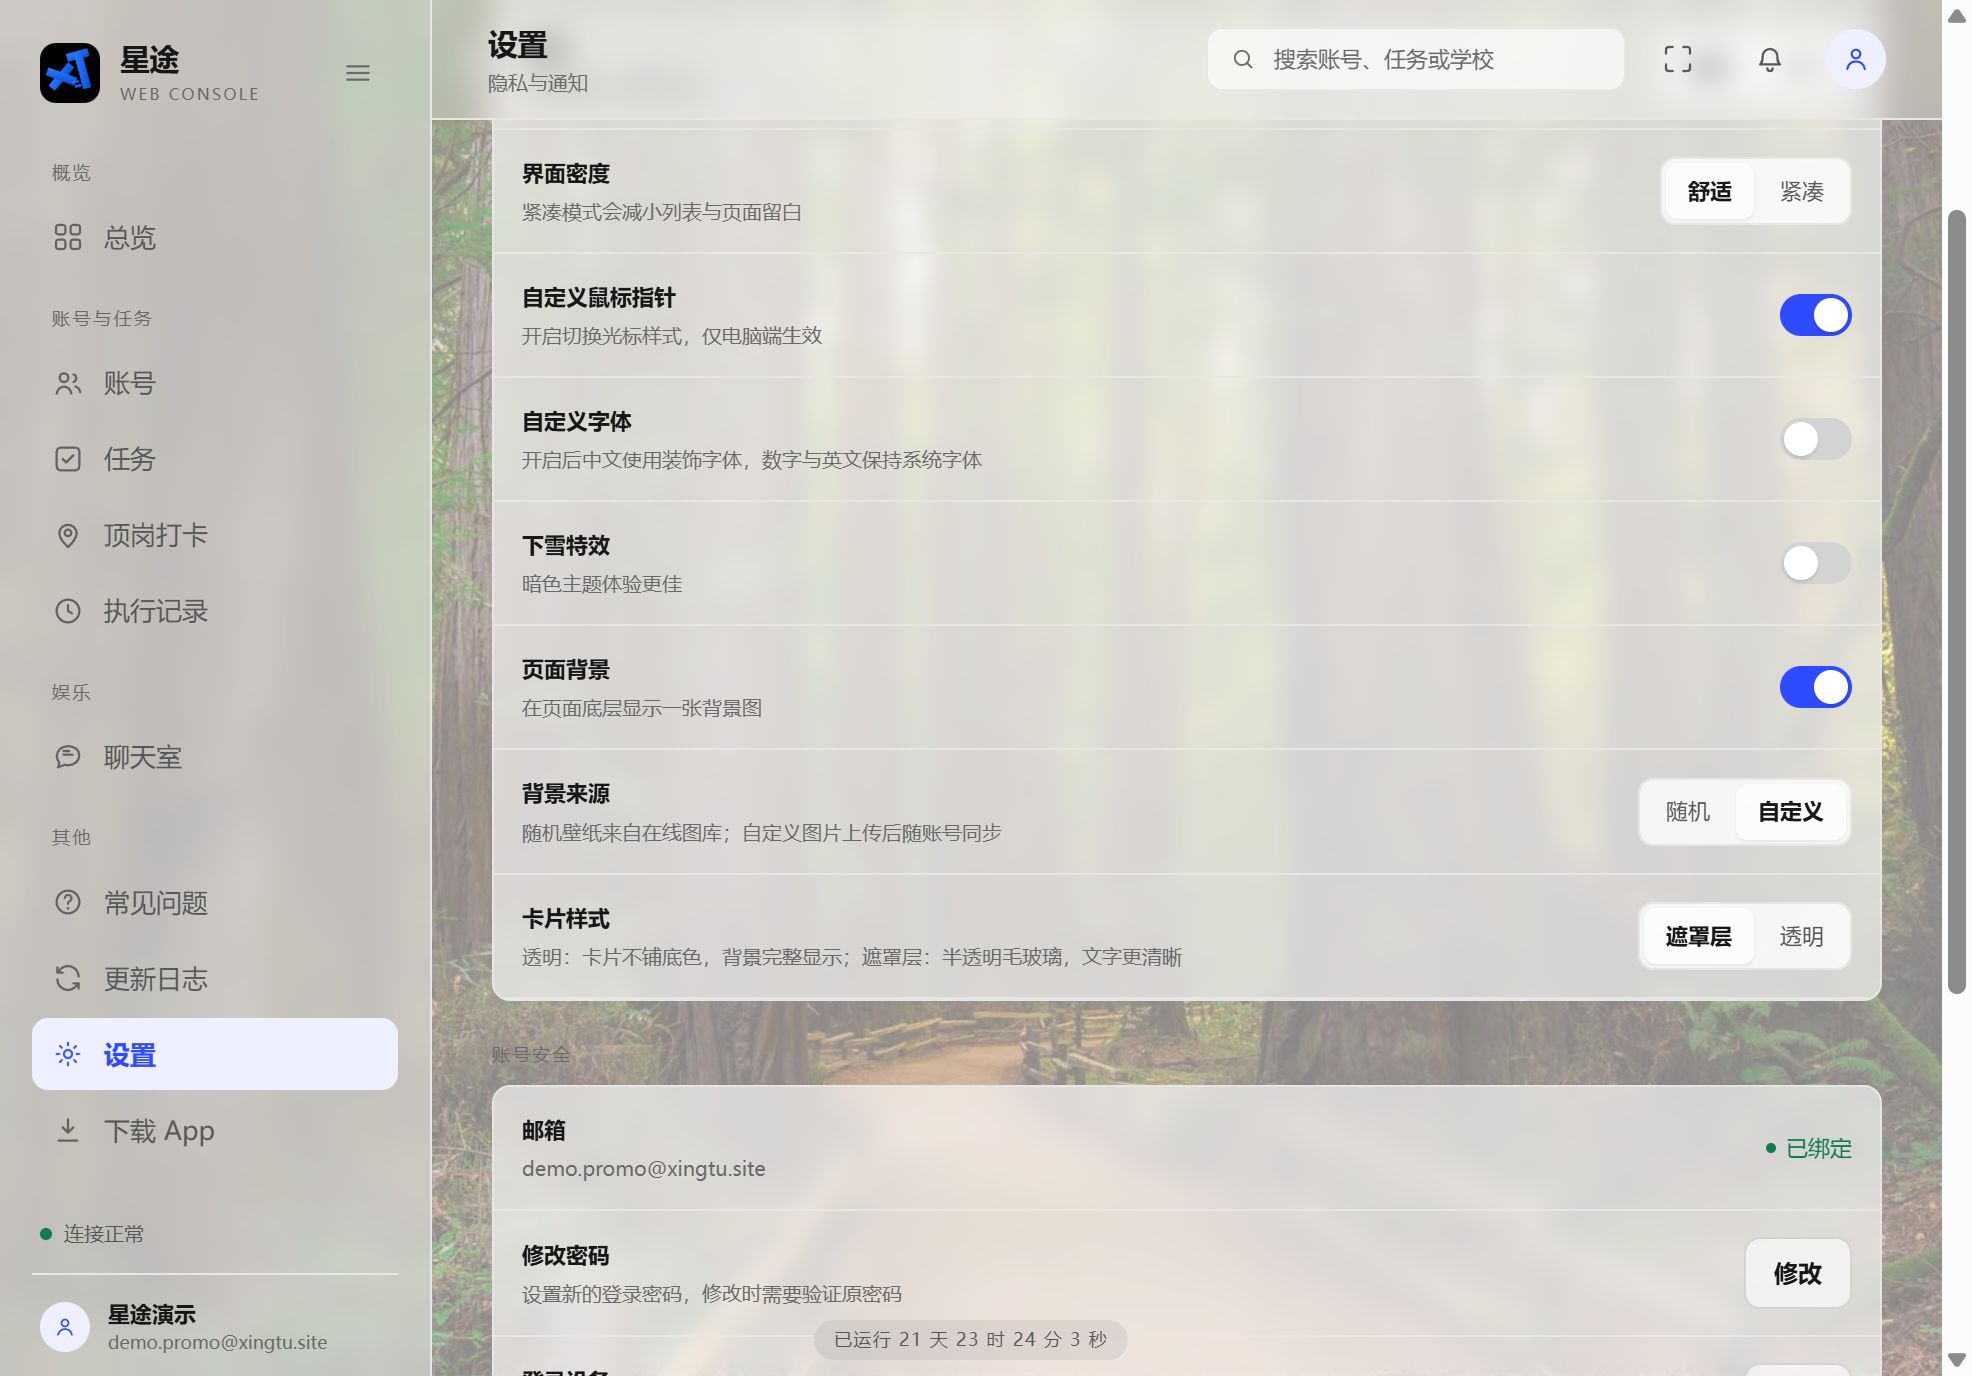 星途
WEB CONSOLE
概览
总览
账号与任务
账号
任务
顶岗打卡
执行记录
娱乐
聊天室
其他
常见问题
更新日志
设置
下载 App
连接正常
星途演示
demo.promo@xingtu.site
设置
隐私与通知
搜索账号、任务或学校
界面密度
紧凑模式会减小列表与页面留白
舒适 紧凑
自定义鼠标指针
开启切换光标样式，仅电脑端生效
自定义字体
开启后中文使用装饰字体，数字与英文保持系统字体
下雪特效
暗色主题体验更佳
页面背景
在页面底层显示一张背景图
背景来源
随机壁纸来自在线图库；自定义图片上传后随账号同步
随机 自定义
卡片样式
透明：卡片不铺底色，背景完整显示；遮罩层：半透明毛玻璃，文字更清晰
遮罩层 透明
账号安全
邮箱
demo.promo@xingtu.site
已绑定
修改密码
设置新的登录密码，修改时需要验证原密码
修改
已运行 21 天 23 时 24 分 3 秒